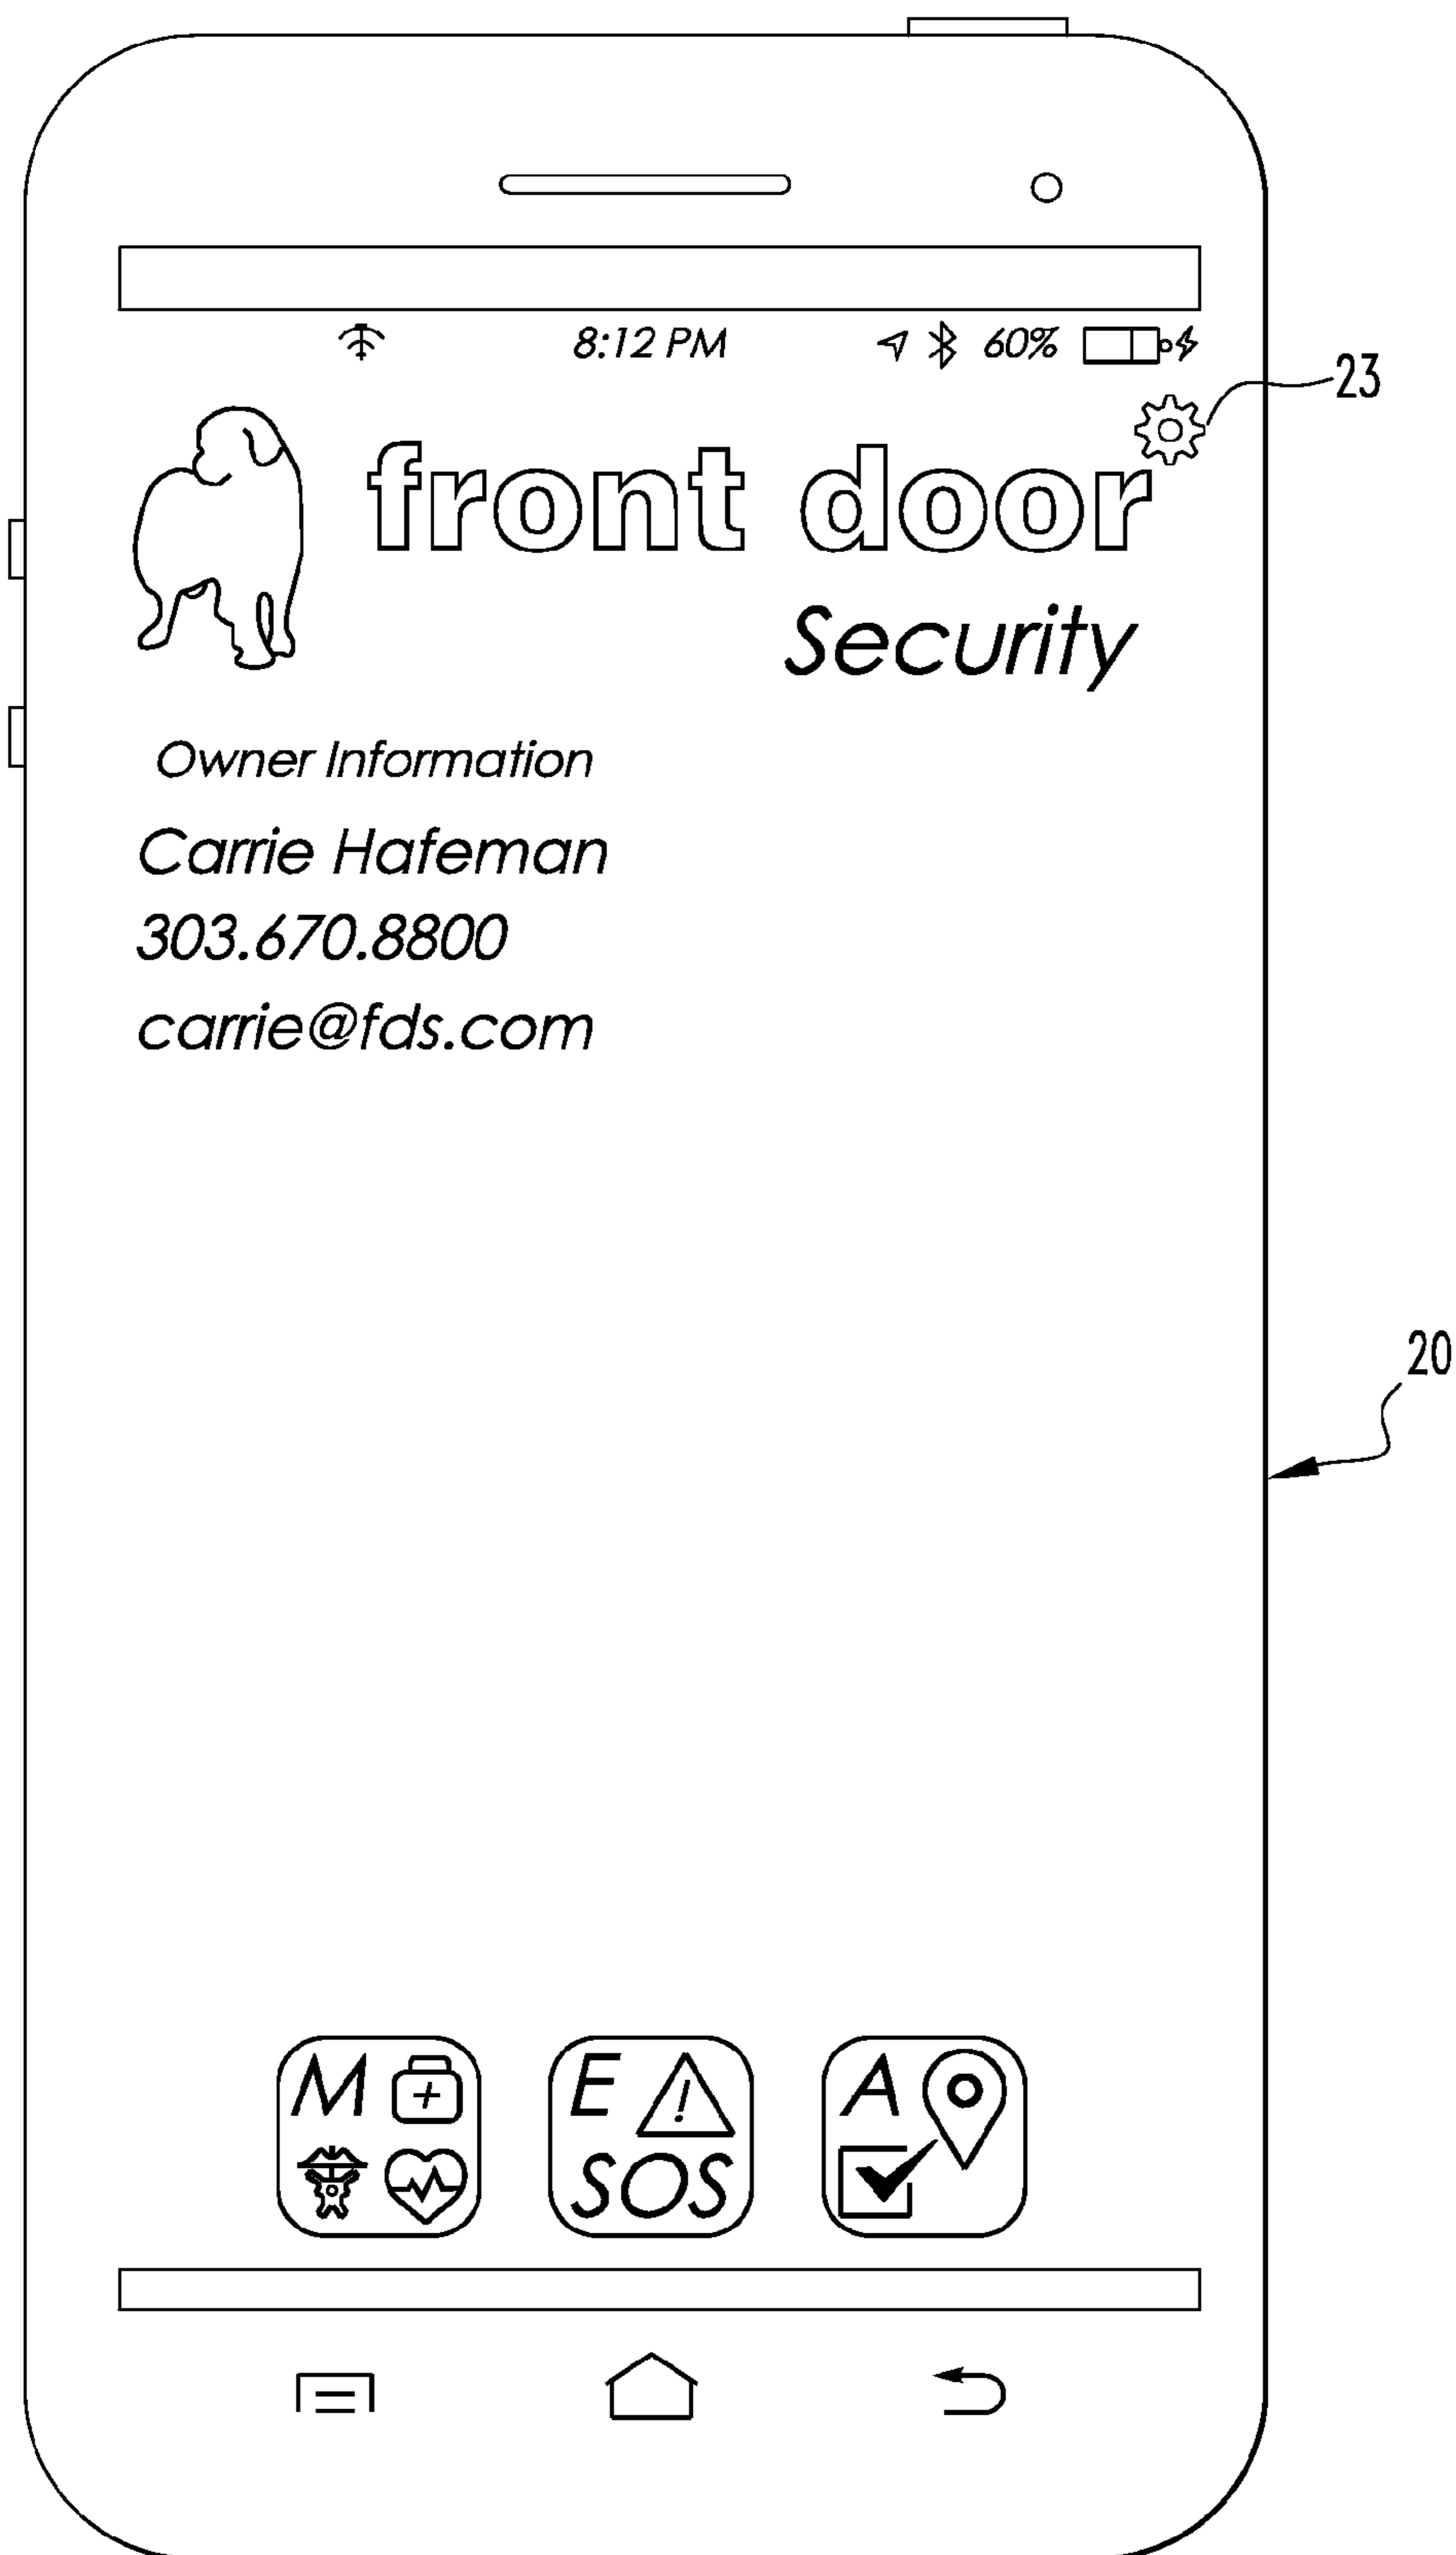 8:12 PM 60%
23
front door
Security
Owner Information
Carrie Hafeman
303.670.8800
carrie@fds.com
20
M E A
SOS